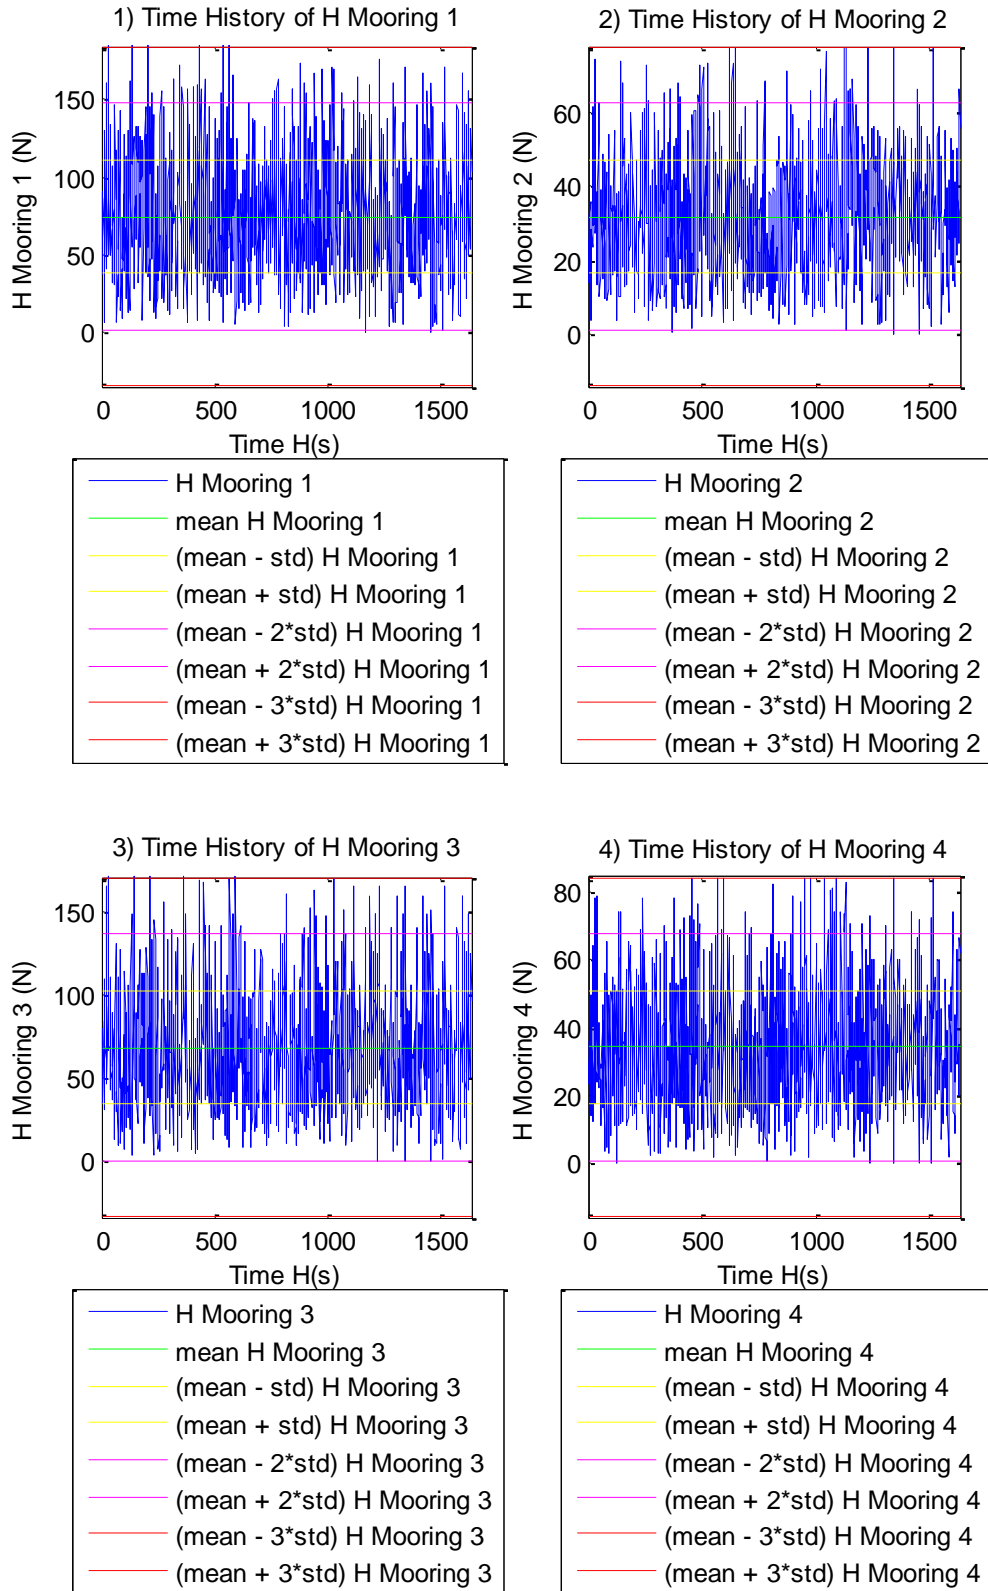 1) Time History of H Mooring 1
H Mooring 1 (N)
150
100
50
0
0 500 1000 1500
Time H(s)
H Mooring 1
mean H Mooring 1
(mean - std) H Mooring 1
(mean + std) H Mooring 1
(mean - 2*std) H Mooring 1
(mean + 2*std) H Mooring 1
(mean - 3*std) H Mooring 1
(mean + 3*std) H Mooring 1
2) Time History of H Mooring 2
H Mooring 2 (N)
60
40
20
0
0 500 1000 1500
Time H(s)
H Mooring 2
mean H Mooring 2
(mean - std) H Mooring 2
(mean + std) H Mooring 2
(mean - 2*std) H Mooring 2
(mean + 2*std) H Mooring 2
(mean - 3*std) H Mooring 2
(mean + 3*std) H Mooring 2
3) Time History of H Mooring 3
H Mooring 3 (N)
150
100
50
0
0 500 1000 1500
Time H(s)
H Mooring 3
mean H Mooring 3
(mean - std) H Mooring 3
(mean + std) H Mooring 3
(mean - 2*std) H Mooring 3
(mean + 2*std) H Mooring 3
(mean - 3*std) H Mooring 3
(mean + 3*std) H Mooring 3
4) Time History of H Mooring 4
H Mooring 4 (N)
80
60
40
20
0
0 500 1000 1500
Time H(s)
H Mooring 4
mean H Mooring 4
(mean - std) H Mooring 4
(mean + std) H Mooring 4
(mean - 2*std) H Mooring 4
(mean + 2*std) H Mooring 4
(mean - 3*std) H Mooring 4
(mean + 3*std) H Mooring 4